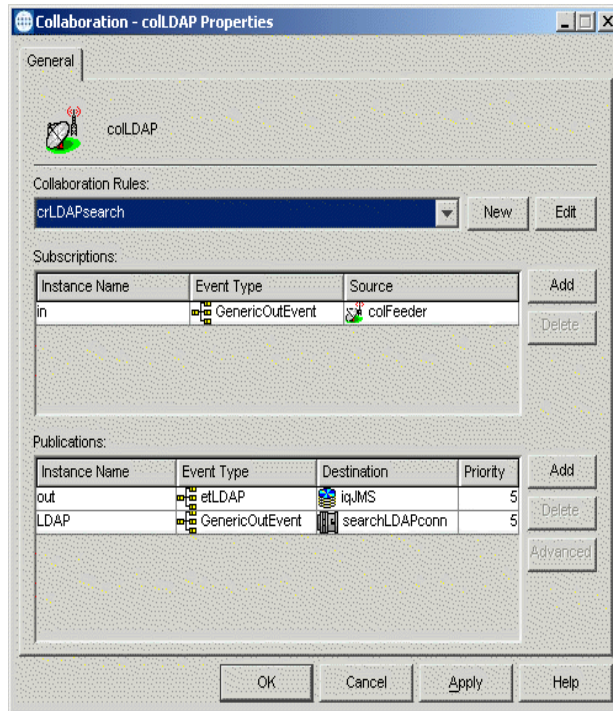 Collaboration - colLDAP Properties
General
colLDAP
Collaboration Rules:
crLDAPsearch New Edit
Subscriptions:
Instance Name Event Type Source Add
in GenericOutEvent colFeeder
Delete
Publications:
Instance Name Event Type Destination Priority Add
out etLDAP iqJMS 5
LDAP GenericOutEvent searchLDAPconn 5
Delete
Advanced
OK Cancel Apply Help